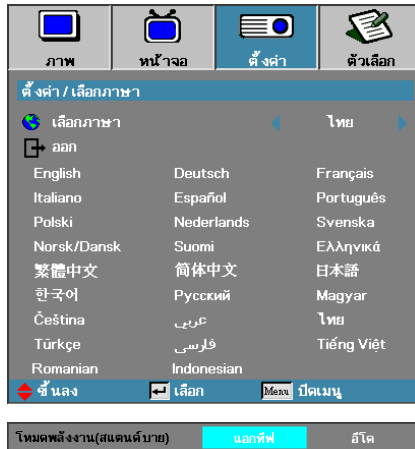 ภาพ หน้าจอ ตั้งค่า ตัวเลือก
ตั้งค่า / เลือกภาษา
เลือกภาษา ไทย
ออก
English Deutsch Français
Italiano Español Português
Polski Nederlands Svenska
Norsk/Dansk Suomi Ελληνικά
繁體中文 简体中文 日本語
한국어 Русский Magyar
Čeština عربي ไทย
Türkçe فارسی Tiếng Việt
Romanian Indonesian
ขึ้นลง เลือก Menu ปิดเมนู
โหมดพลังงาน(สแตนด์บาย) แอกทีฟ อีโค